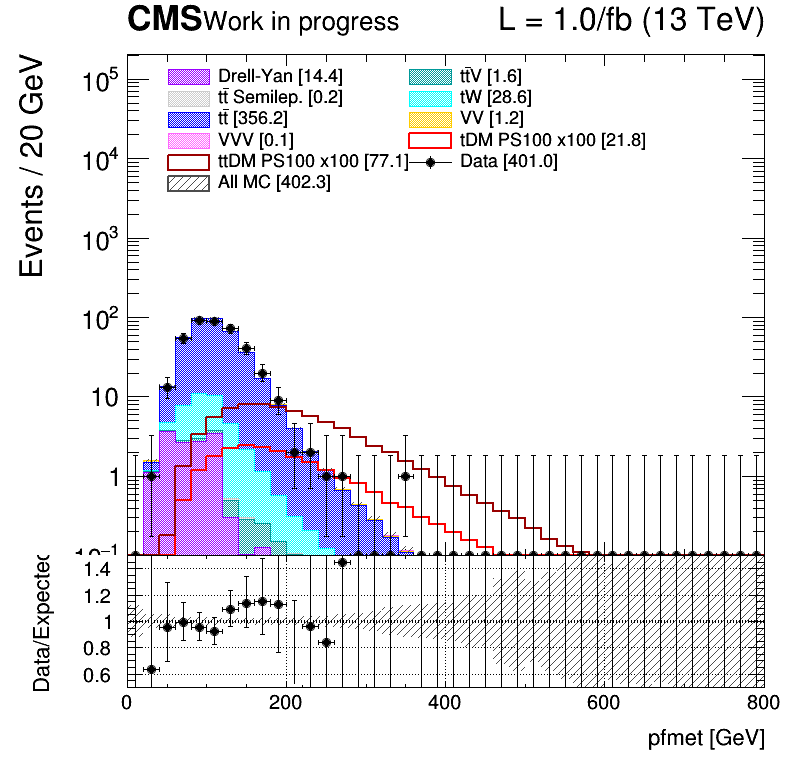 CMS Work in progress L = 1.0/fb (13 TeV)
Events / 20 GeV
Drell-Yan [14.4] tt̄V [1.6]
tt̄ Semilep. [0.2] tW [28.6]
tt̄ [356.2] VV [1.2]
VVV [0.1] tDM PS100 x100 [21.8]
ttDM PS100 x100 [77.1] Data [401.0]
All MC [402.3]
10⁵
10⁴
10³
10²
10
1
10⁻¹
Data/Expected
1.4
1.2
1
0.8
0.6
0 200 400 600 800
pfmet [GeV]